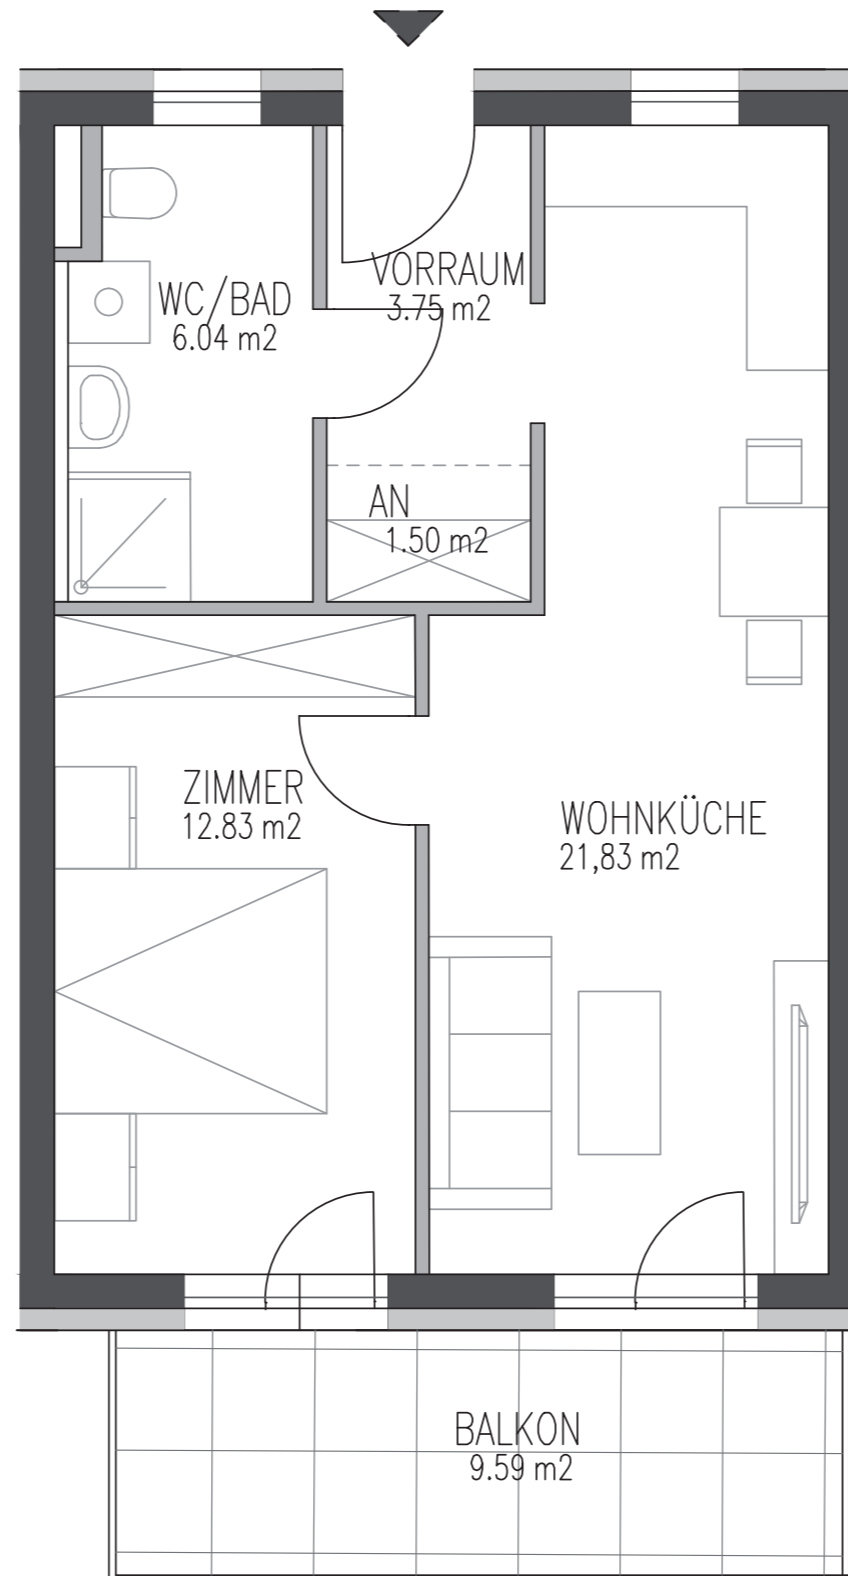 VORRAUM
3.75 m2
WC/BAD
6.04 m2
AN
1.50 m2
ZIMMER
12.83 m2
WOHNKÜCHE
21,83 m2
BALKON
9.59 m2